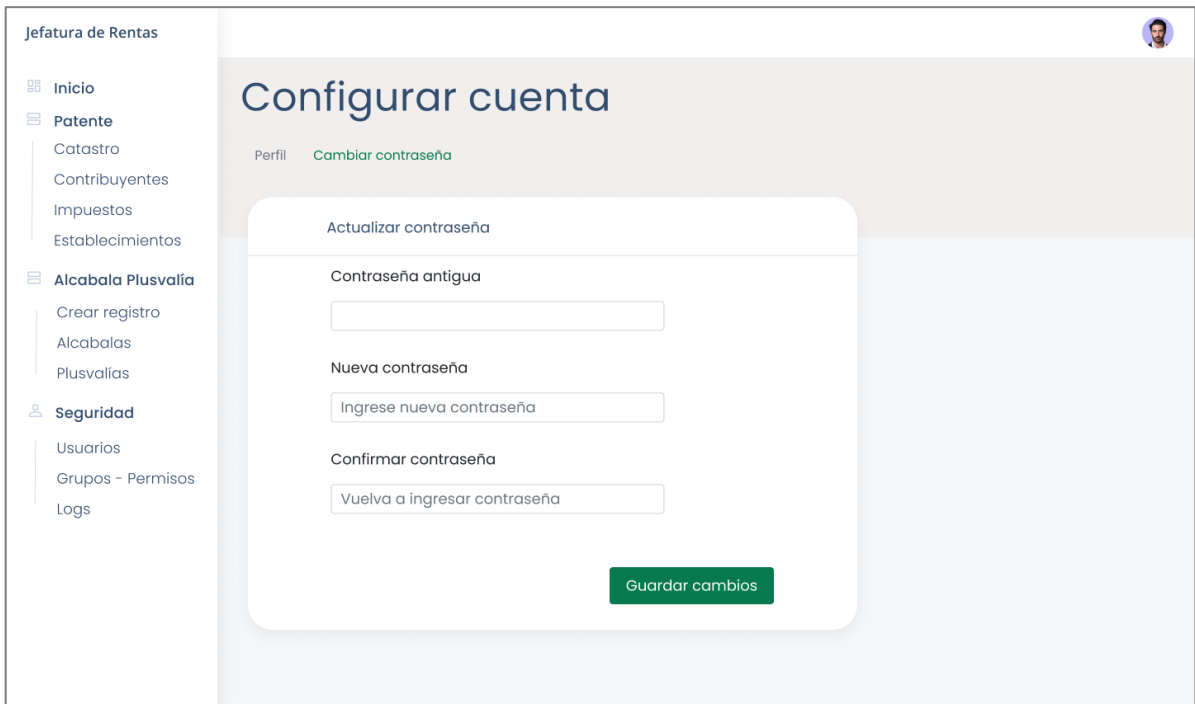 Jefatura de Rentas
Inicio
Patente
Catastro
Contribuyentes
Impuestos
Establecimientos
Alcabala Plusvalía
Crear registro
Alcabalas
Plusvalías
Seguridad
Usuarios
Grupos - Permisos
Logs
Configurar cuenta
Perfil Cambiar contraseña
Actualizar contraseña
Contraseña antigua
Nueva contraseña
Ingrese nueva contraseña
Confirmar contraseña
Vuelva a ingresar contraseña
Guardar cambios